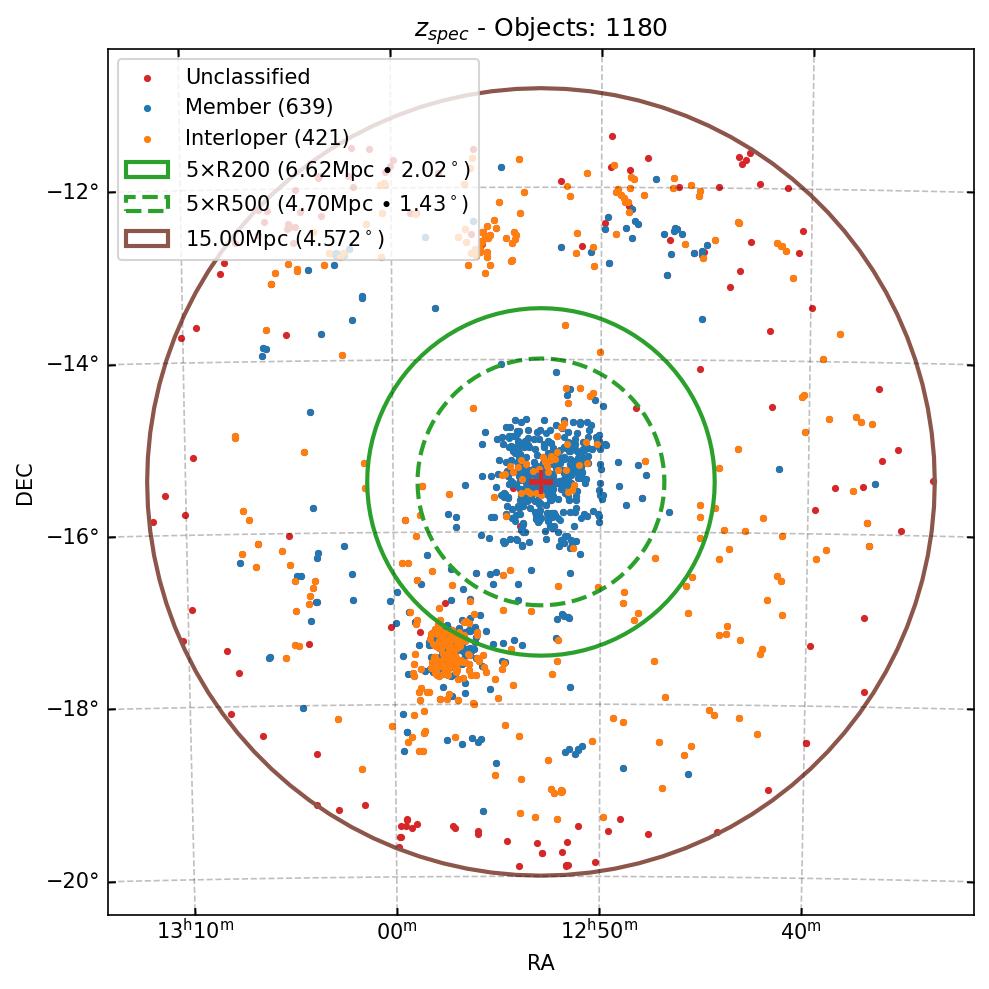 z_spec - Objects: 1180
Unclassified
Member (639)
Interloper (421)
5×R200 (6.62Mpc • 2.02°)
5×R500 (4.70Mpc • 1.43°)
15.00Mpc (4.572°)
−12°
−14°
−16°
−18°
−20°
DEC
13h10m 00m 12h50m 40m
RA